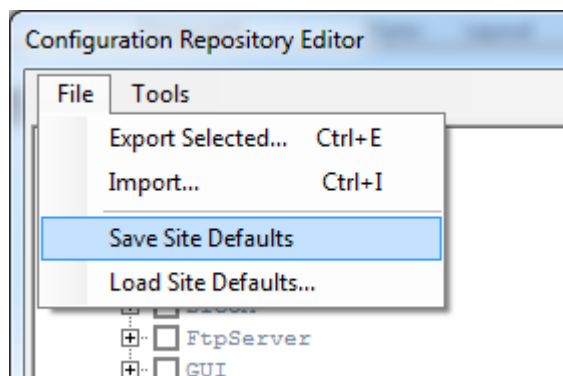 Configuration Repository Editor
File Tools
Export Selected... Ctrl+E
Import... Ctrl+I
Save Site Defaults
Load Site Defaults...
FtpServer
GUI